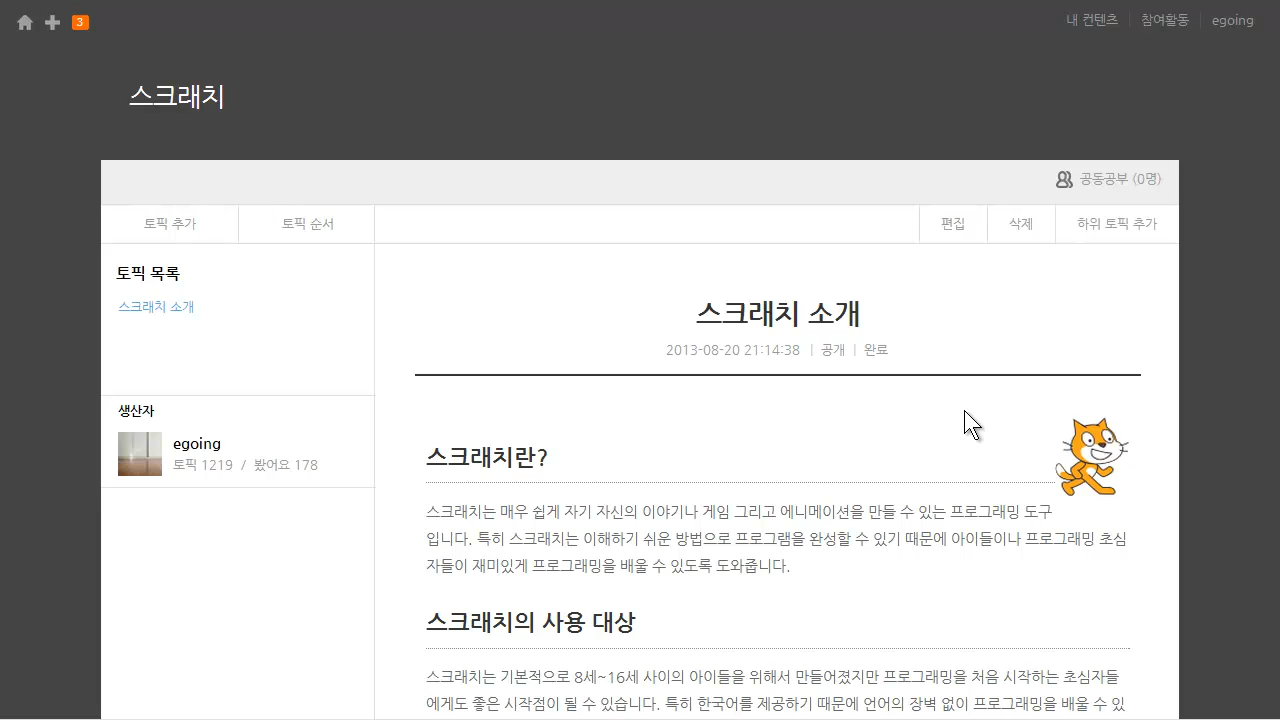 3
내 컨텐츠
참여활동
egoing
스크래치
공동공부 (0명)
토픽 추가
토픽 순서
편집
삭제
하위 토픽 추가
토픽 목록
스크래치 소개
생산자
egoing
토픽 1219 / 봤어요 178
스크래치 소개
2013-08-20 21:14:38 | 공개 | 완료
스크래치란?
스크래치는 매우 쉽게 자기 자신의 이야기나 게임 그리고 에니메이션을 만들 수 있는 프로그래밍 도구
입니다. 특히 스크래치는 이해하기 쉬운 방법으로 프로그램을 완성할 수 있기 때문에 아이들이나 프로그래밍 초심
자들이 재미있게 프로그래밍을 배울 수 있도록 도와줍니다.
스크래치의 사용 대상
스크래치는 기본적으로 8세~16세 사이의 아이들을 위해서 만들어졌지만 프로그래밍을 처음 시작하는 초심자들
에게도 좋은 시작점이 될 수 있습니다. 특히 한국어를 제공하기 때문에 언어의 장벽 없이 프로그래밍을 배울 수 있